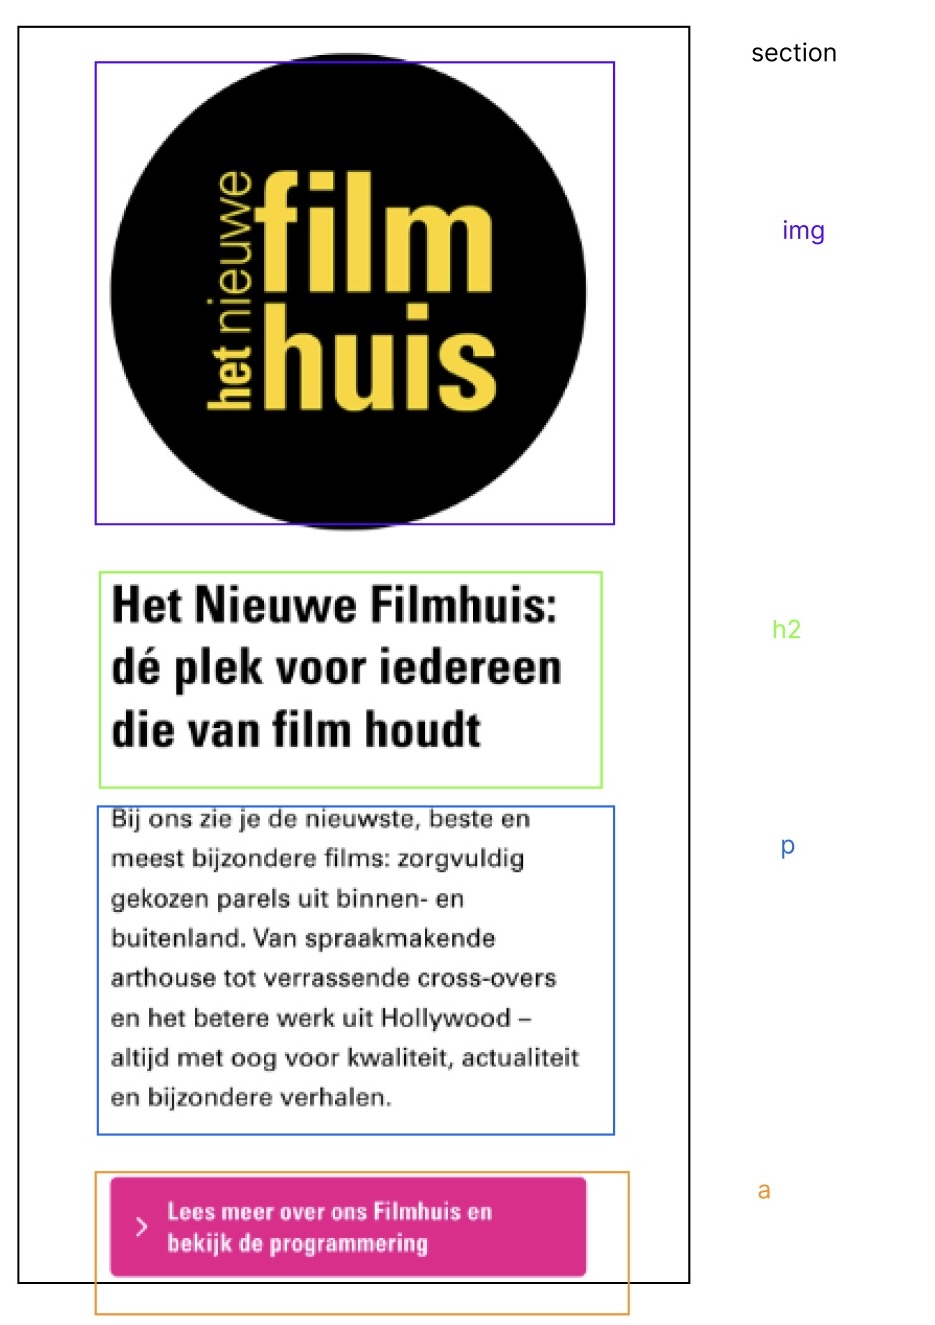 section
het nieuwe
film
huis
img
Het Nieuwe Filmhuis:
dé plek voor iedereen
die van film houdt
h2
Bij ons zie je de nieuwste, beste en
meest bijzondere films: zorgvuldig
gekozen parels uit binnen- en
buitenland. Van spraakmakende
arthouse tot verrassende cross-overs
en het betere werk uit Hollywood –
altijd met oog voor kwaliteit, actualiteit
en bijzondere verhalen.
p
Lees meer over ons Filmhuis en
bekijk de programmering
a